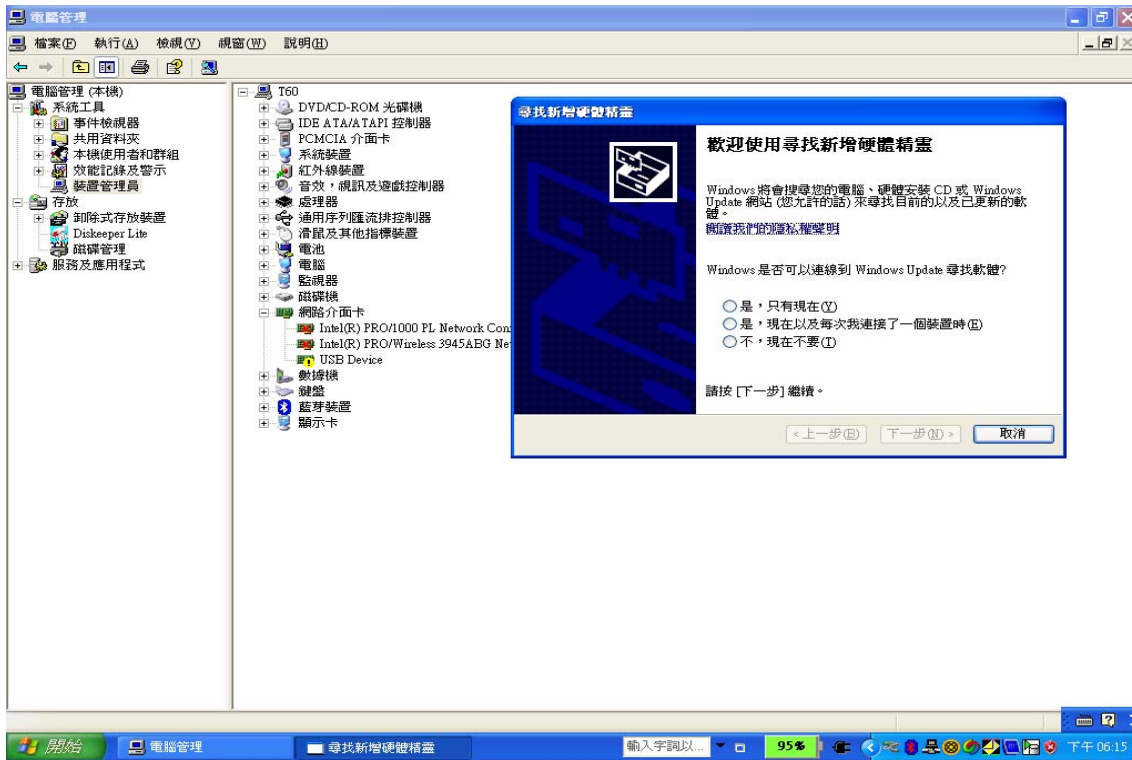 電腦管理
檔案(F) 執行(A) 檢視(V) 視窗(W) 說明(H)
電腦管理 (本機)
系統工具
事件檢視器
共用資料夾
本機使用者和群組
效能記錄及警示
裝置管理員
存放
卸除式存放裝置
Diskeeper Lite
磁碟管理
服務及應用程式
T60
DVD/CD-ROM 光碟機
IDE ATA/ATAPI 控制器
PCMCIA 介面卡
系統裝置
紅外線裝置
音效，視訊及遊戲控制器
處理器
通用序列匯流排控制器
滑鼠及其他指標裝置
電池
電腦
監視器
磁碟機
網路介面卡
Intel(R) PRO/1000 PL Network Con
Intel(R) PRO/Wireless 3945ABG Ne
USB Device
數據機
鍵盤
藍芽裝置
顯示卡
尋找新增硬體精靈
歡迎使用尋找新增硬體精靈
Windows 將會搜尋您的電腦、硬體安裝 CD 或 Windows
Update 網站 (您允許的話) 來尋找目前的以及已更新的軟
體。
閱讀我們的隱私權聲明
Windows 是否可以連線到 Windows Update 尋找軟體?
是，只有現在(Y)
是，現在以及每次我連接了一個裝置時(E)
不，現在不要(T)
請按 [下一步] 繼續。
<上一步(B) 下一步(N)> 取消
開始 電腦管理 尋找新增硬體精靈 輸入字詞以... 95% 下午 06:15